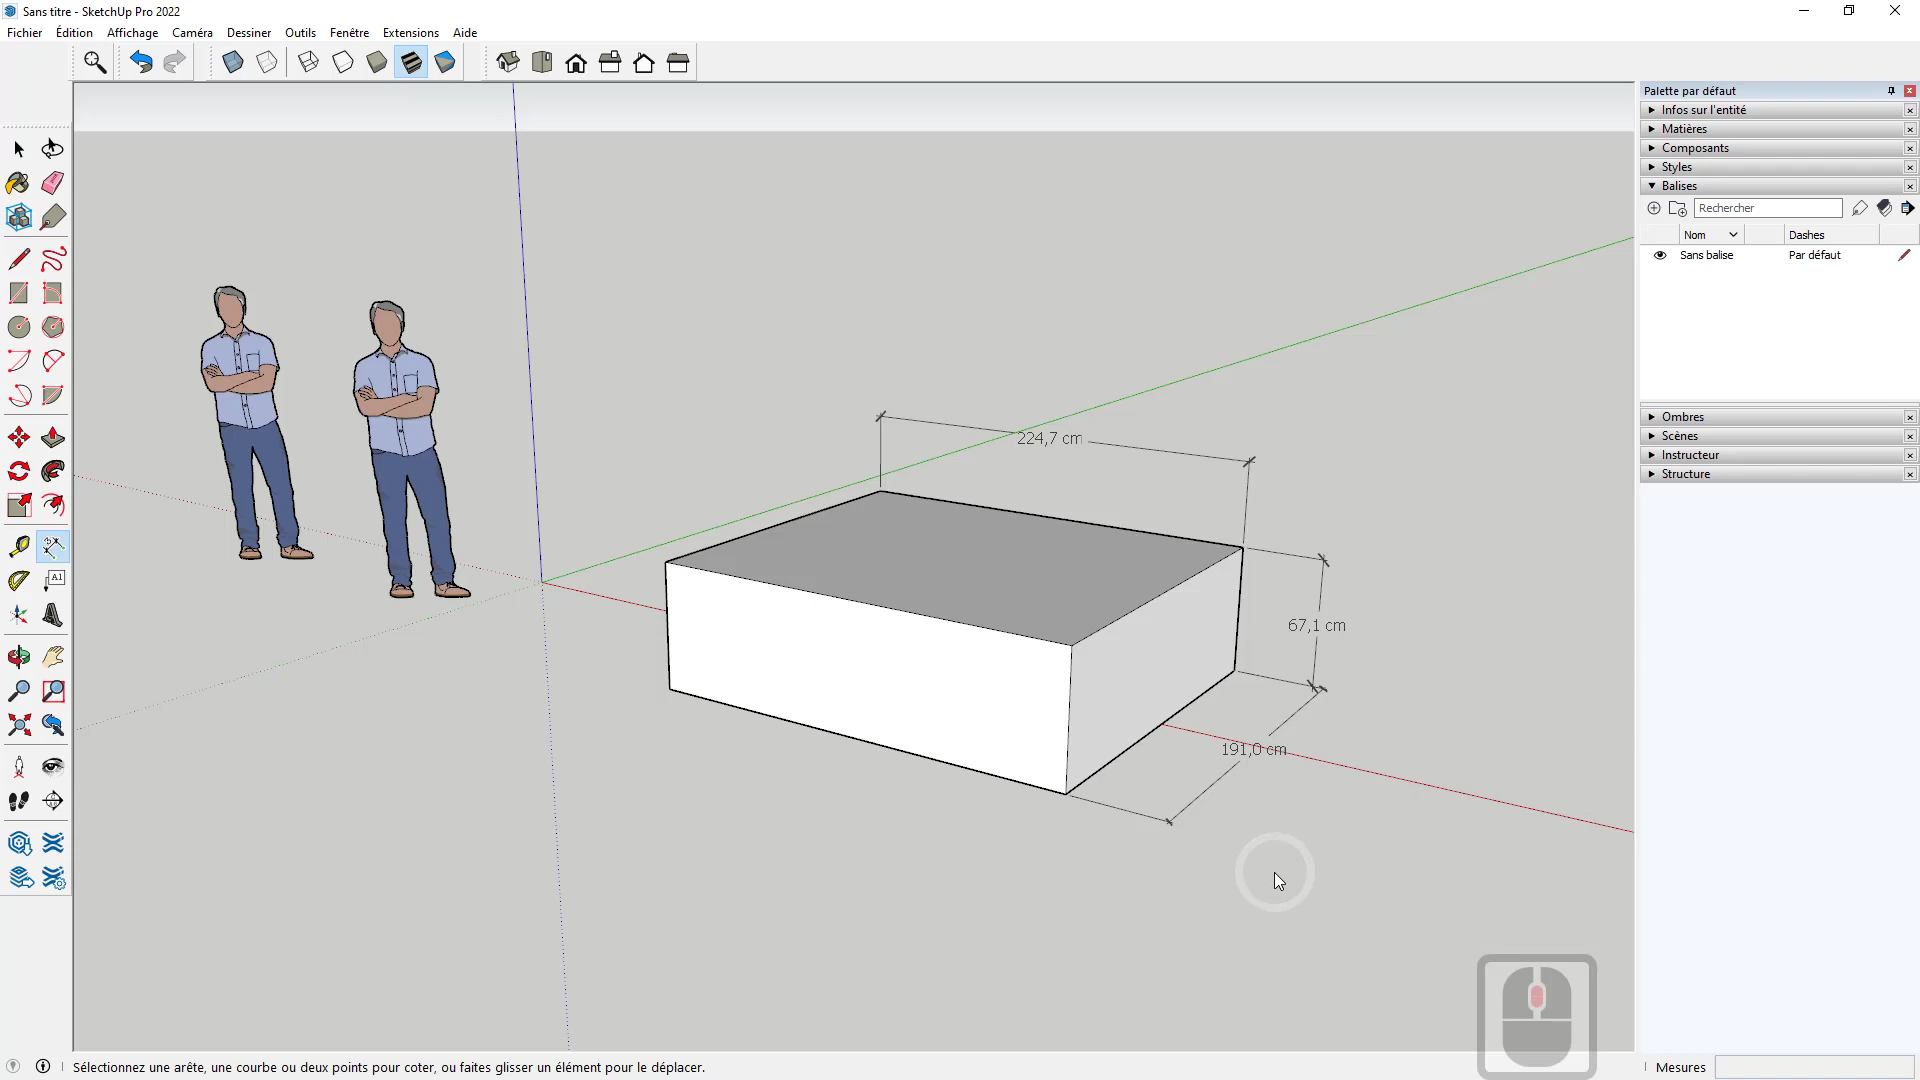 Sans titre - SketchUp Pro 2022
Fichier Édition Affichage Caméra Dessiner Outils Fenêtre Extensions Aide
Palette par défaut
Infos sur l'entité
Matières
Composants
Styles
Balises
Rechercher
Nom Dashes
Sans balise Par défaut
Ombres
Scènes
Instructeur
Structure
224,7 cm
67,1 cm
191,0 cm
A1
Sélectionnez une arête, une courbe ou deux points pour coter, ou faites glisser un élément pour le déplacer.
Mesures